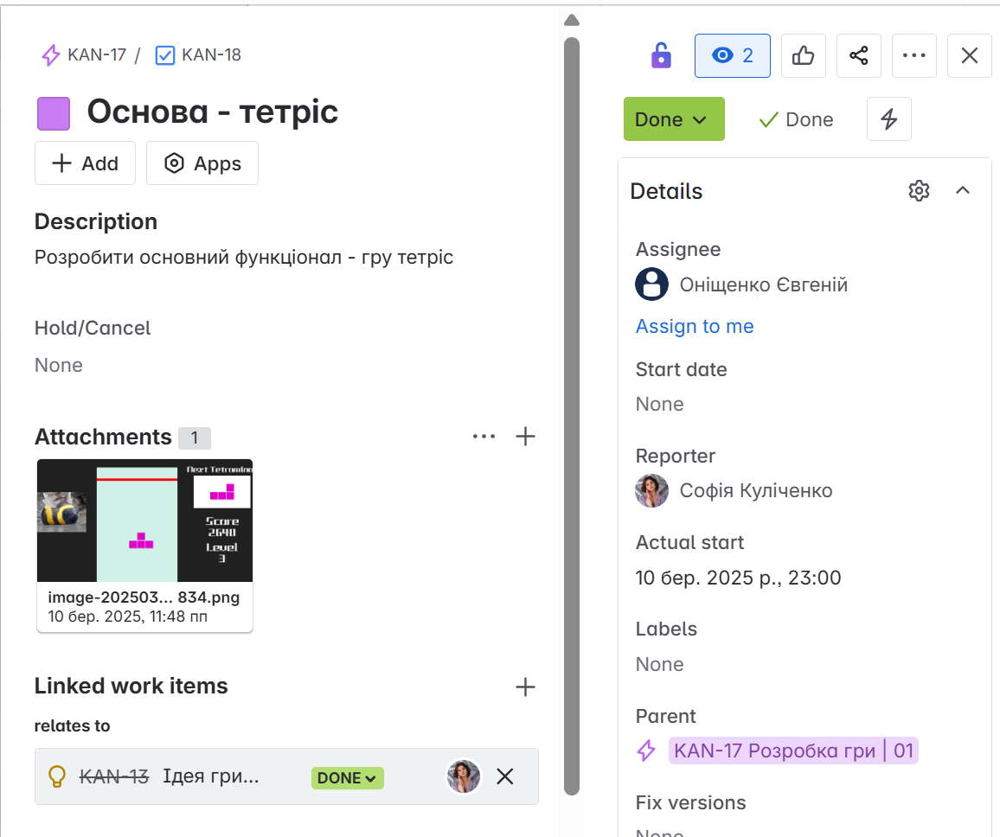 KAN-17 / KAN-18
Основа - тетріс
Add Apps
Description
Розробити основний функціонал - гру тетріс
Hold/Cancel
None
Attachments 1
Next Tetromino
Score
2640
Level
3
image-202503... 834.png
10 бер. 2025, 11:48 пп
Linked work items
relates to
KAN-13 Ідея гри... DONE
2
Done Done
Details
Assignee
Оніщенко Євгеній
Assign to me
Start date
None
Reporter
Софія Куліченко
Actual start
10 бер. 2025 р., 23:00
Labels
None
Parent
KAN-17 Розробка гри | 01
Fix versions
None